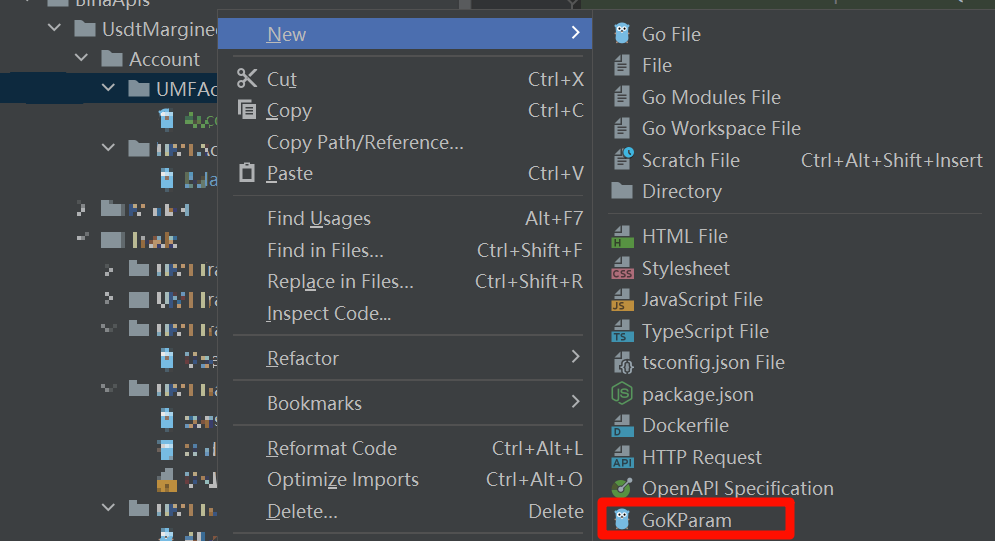 BinaApis
UsdtMargine
Account
UMFAc
New
Cut Ctrl+X
Copy Ctrl+C
Copy Path/Reference...
Paste Ctrl+V
Find Usages Alt+F7
Find in Files... Ctrl+Shift+F
Replace in Files... Ctrl+Shift+R
Inspect Code...
Refactor
Bookmarks
Reformat Code Ctrl+Alt+L
Optimize Imports Ctrl+Alt+O
Delete... Delete
Go File
File
Go Modules File
Go Workspace File
Scratch File Ctrl+Alt+Shift+Insert
Directory
HTML File
Stylesheet
JavaScript File
TypeScript File
tsconfig.json File
package.json
Dockerfile
HTTP Request
OpenAPI Specification
GoKParam